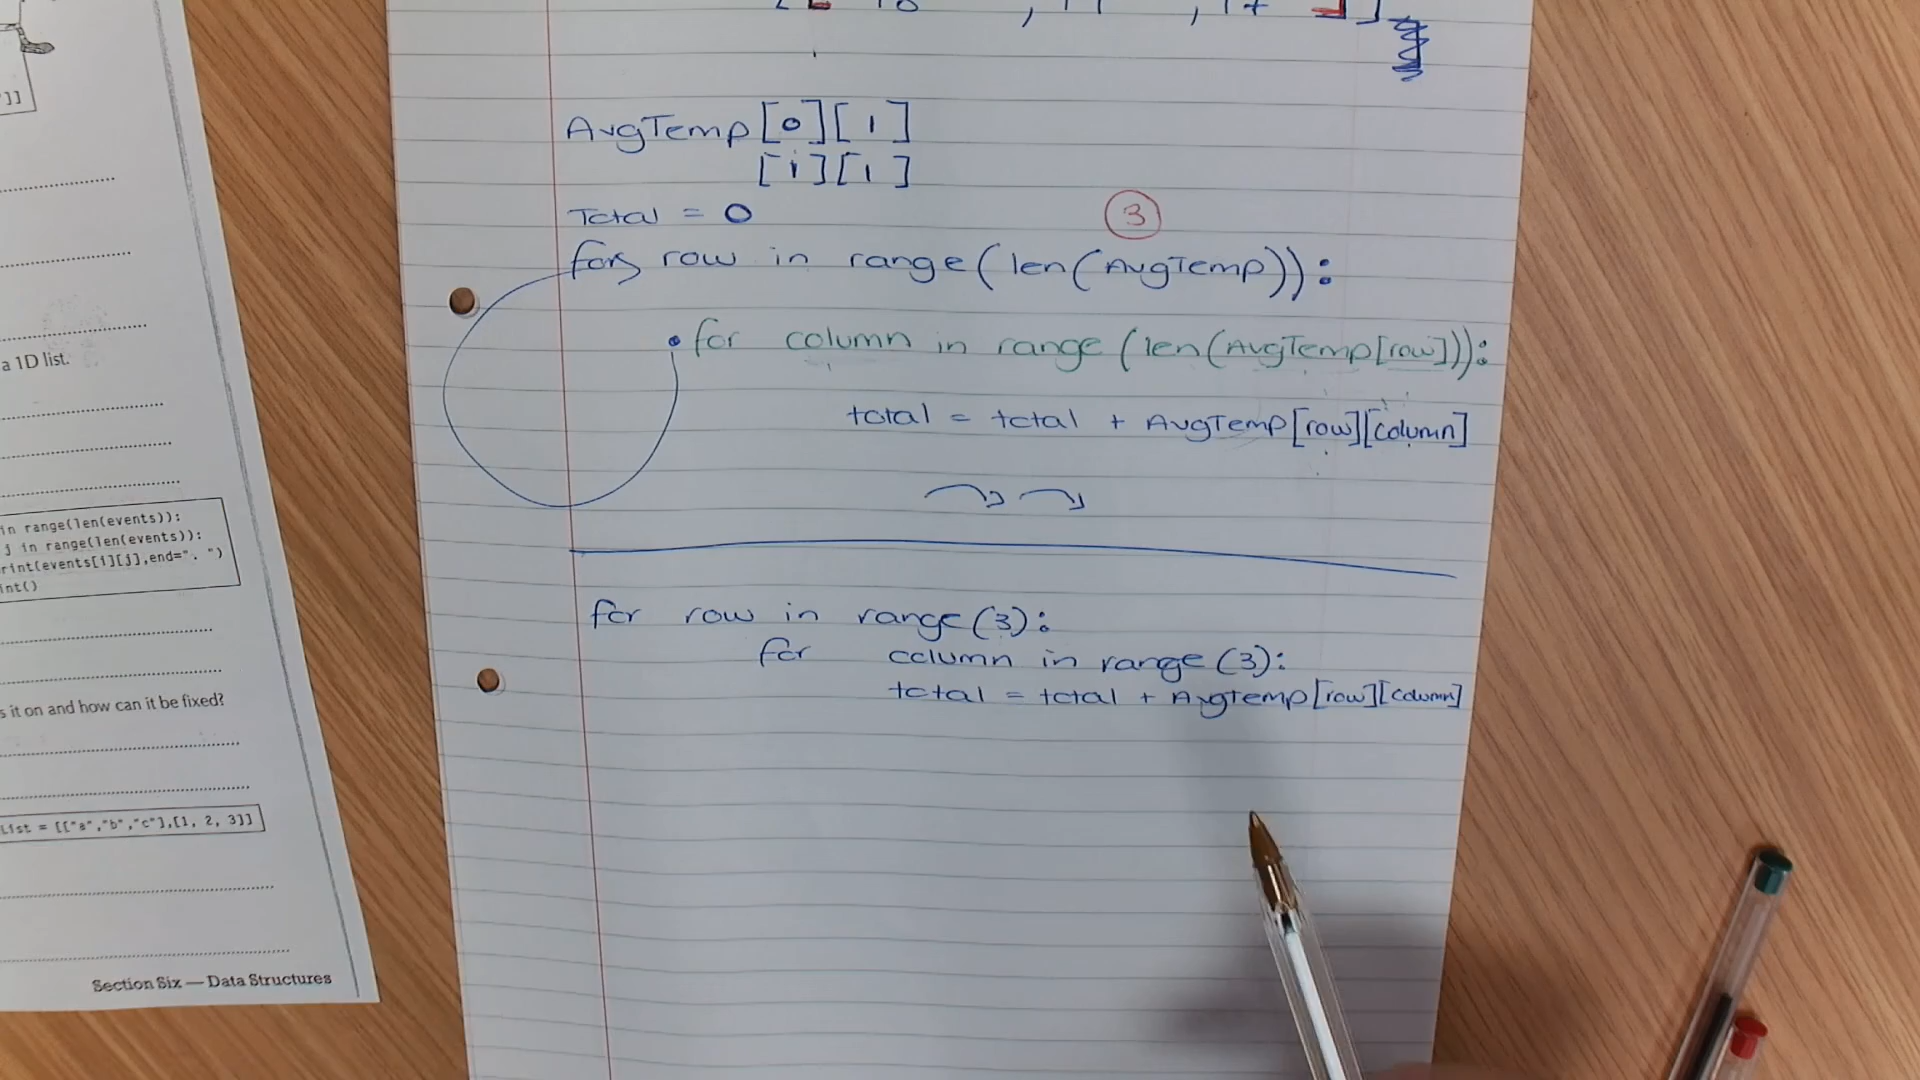 AvgTemp[0][1]
[i][1]
Total = 0
3
for row in range(len(AvgTemp)):
for column in range(len(AvgTemp[row])):
total = total + AvgTemp[row][column]
for row in range(3):
for column in range(3):
total = total + AvgTemp[row][column]
a 1D list.
in range(len(events)):
j in range(len(events)):
rint(events[i][j],end=". ")
int()
s it on and how can it be fixed?
List = [["a","b","c"],[1, 2, 3]]
Section Six — Data Structures